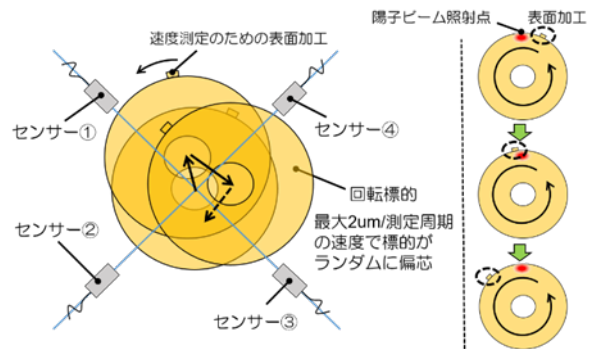 速度測定のための表面加工
センサー①
センサー④
センサー②
センサー③
回転標的
最大2um/測定周期
の速度で標的が
ランダムに偏芯
陽子ビーム照射点
表面加工